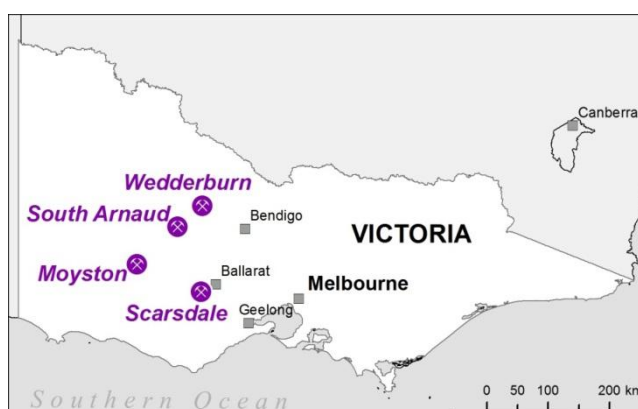 Canberra
Wedderburn
South Arnaud
Bendigo
VICTORIA
Moyston
Ballarat
Melbourne
Scarsdale
Geelong
Southern Ocean
0 50 100 200 km